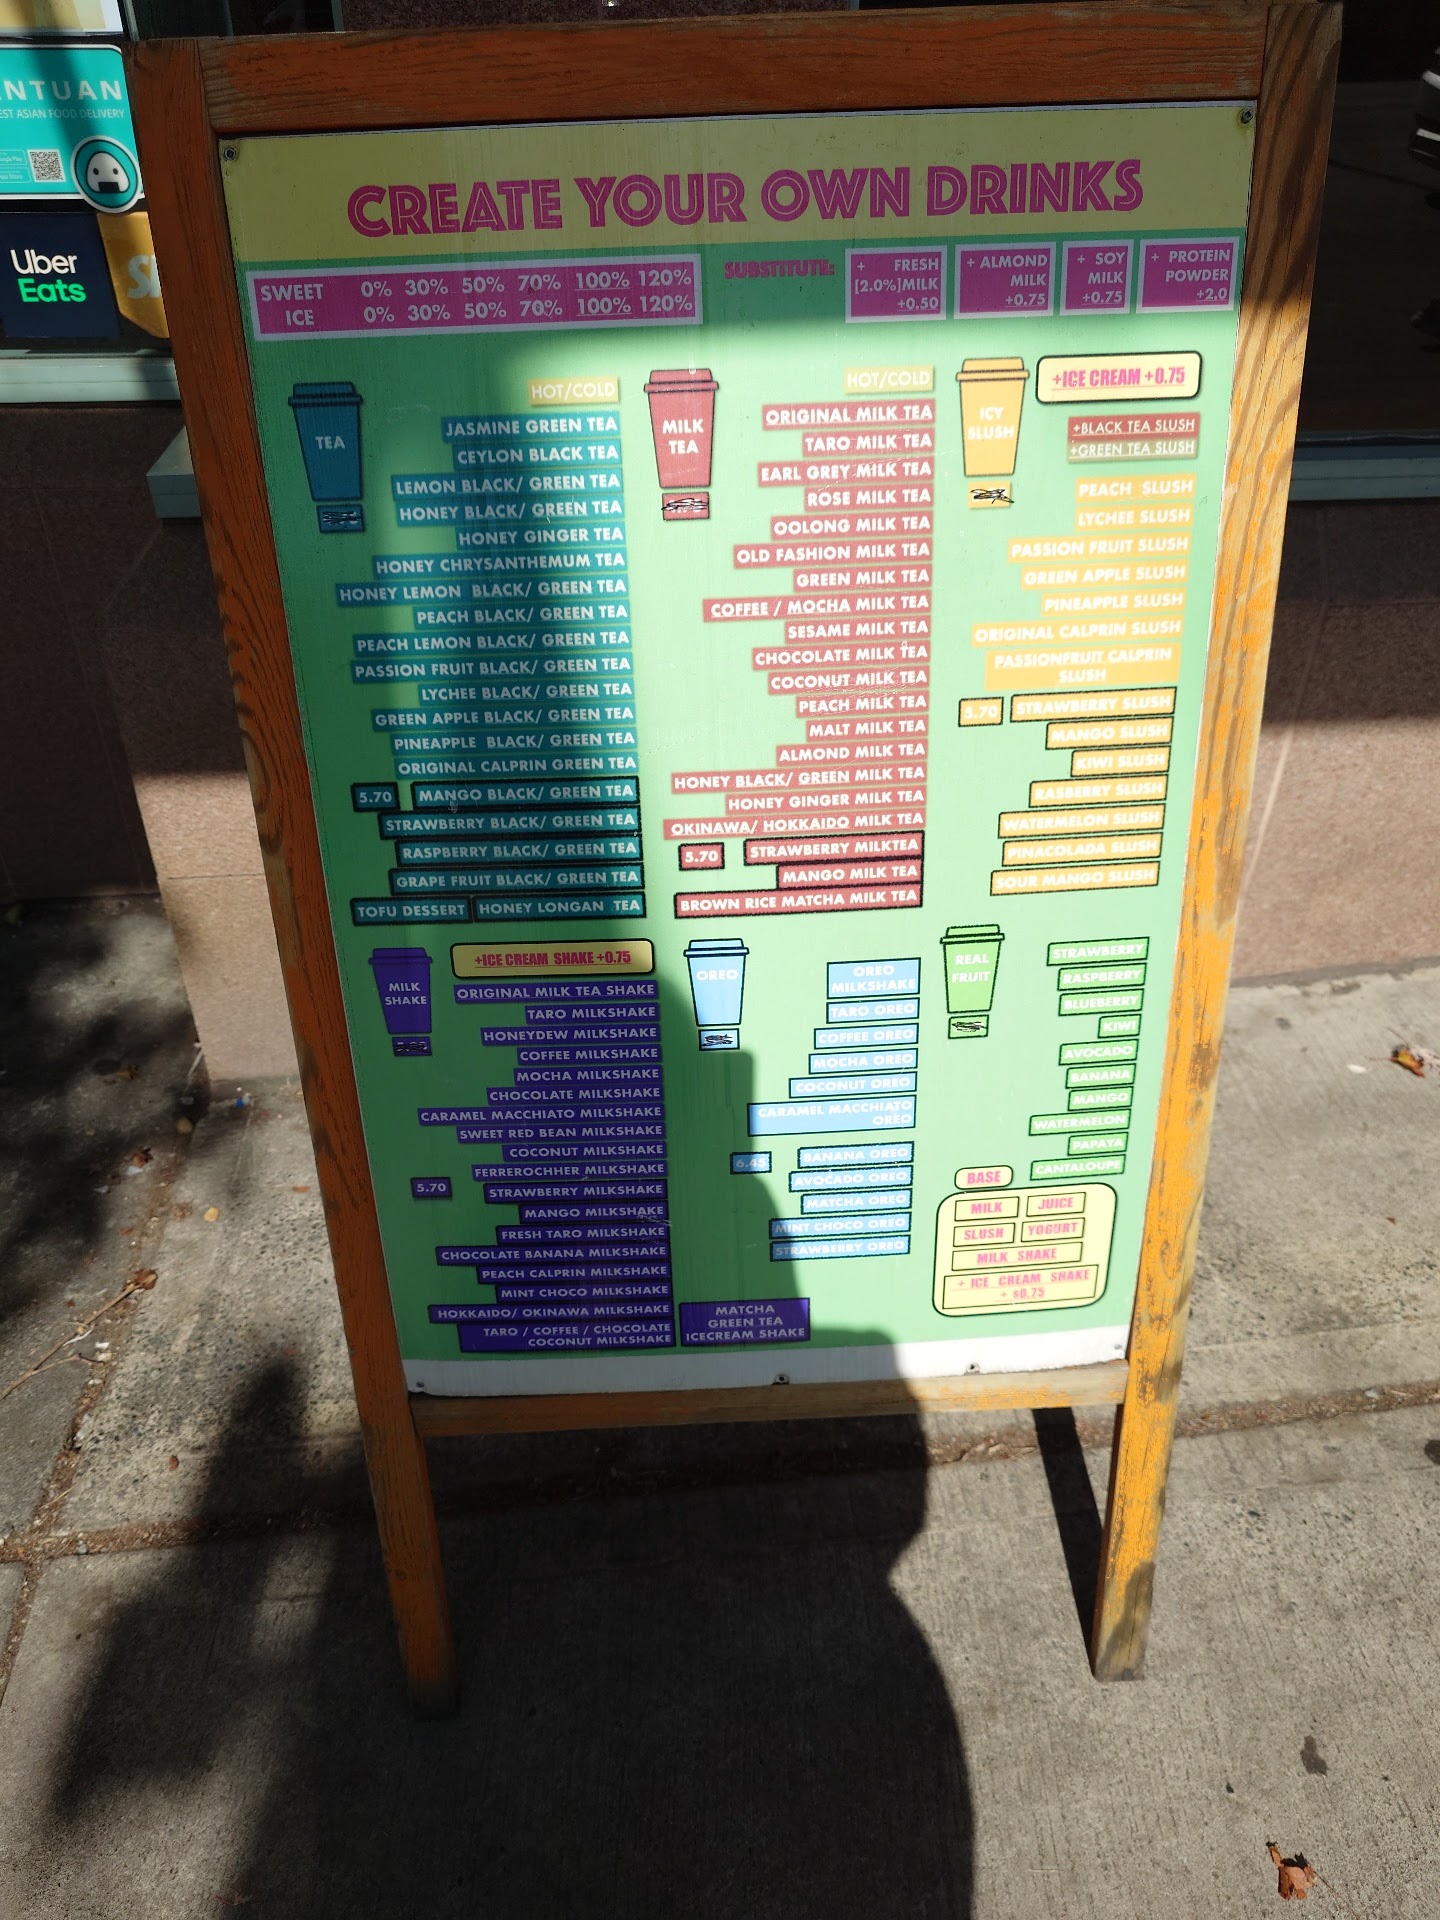 NTUAN
EST ASIAN FOOD DELIVERY
Uber
Eats
CREATE YOUR OWN DRINKS
SWEET 0% 30% 50% 70% 100% 120%
ICE 0% 30% 50% 70% 100% 120%
SUBSTITUTE:
+ FRESH
[2.0%]MILK
+0.50
+ ALMOND
MILK
+0.75
+ SOY
MILK
+0.75
+ PROTEIN
POWDER
+2.0
TEA
HOT/COLD
JASMINE GREEN TEA
CEYLON BLACK TEA
LEMON BLACK/ GREEN TEA
HONEY BLACK/ GREEN TEA
HONEY GINGER TEA
HONEY CHRYSANTHEMUM TEA
HONEY LEMON BLACK/ GREEN TEA
PEACH BLACK/ GREEN TEA
PEACH LEMON BLACK/ GREEN TEA
PASSION FRUIT BLACK/ GREEN TEA
LYCHEE BLACK/ GREEN TEA
GREEN APPLE BLACK/ GREEN TEA
PINEAPPLE BLACK/ GREEN TEA
ORIGINAL CALPRIN GREEN TEA
5.70 MANGO BLACK/ GREEN TEA
STRAWBERRY BLACK/ GREEN TEA
RASPBERRY BLACK/ GREEN TEA
GRAPE FRUIT BLACK/ GREEN TEA
TOFU DESSERT HONEY LONGAN TEA
MILK
TEA
HOT/COLD
ORIGINAL MILK TEA
TARO MILK TEA
EARL GREY MILK TEA
ROSE MILK TEA
OOLONG MILK TEA
OLD FASHION MILK TEA
GREEN MILK TEA
COFFEE / MOCHA MILK TEA
SESAME MILK TEA
CHOCOLATE MILK TEA
COCONUT MILK TEA
PEACH MILK TEA
MALT MILK TEA
ALMOND MILK TEA
HONEY BLACK/ GREEN MILK TEA
HONEY GINGER MILK TEA
OKINAWA/ HOKKAIDO MILK TEA
5.70 STRAWBERRY MILKTEA
MANGO MILK TEA
BROWN RICE MATCHA MILK TEA
ICY
SLUSH
+ICE CREAM +0.75
+BLACK TEA SLUSH
+GREEN TEA SLUSH
PEACH SLUSH
LYCHEE SLUSH
PASSION FRUIT SLUSH
GREEN APPLE SLUSH
PINEAPPLE SLUSH
ORIGINAL CALPRIN SLUSH
PASSIONFRUIT CALPRIN
SLUSH
5.70 STRAWBERRY SLUSH
MANGO SLUSH
KIWI SLUSH
RASBERRY SLUSH
WATERMELON SLUSH
PINACOLADA SLUSH
SOUR MANGO SLUSH
MILK
SHAKE
+ICE CREAM SHAKE +0.75
ORIGINAL MILK TEA SHAKE
TARO MILKSHAKE
HONEYDEW MILKSHAKE
COFFEE MILKSHAKE
MOCHA MILKSHAKE
CHOCOLATE MILKSHAKE
CARAMEL MACCHIATO MILKSHAKE
SWEET RED BEAN MILKSHAKE
COCONUT MILKSHAKE
FERREROCHHER MILKSHAKE
5.70 STRAWBERRY MILKSHAKE
MANGO MILKSHAKE
FRESH TARO MILKSHAKE
CHOCOLATE BANANA MILKSHAKE
PEACH CALPRIN MILKSHAKE
MINT CHOCO MILKSHAKE
HOKKAIDO/ OKINAWA MILKSHAKE
TARO / COFFEE / CHOCOLATE
COCONUT MILKSHAKE
MATCHA
GREEN TEA
ICECREAM SHAKE
OREO
OREO
MILKSHAKE
TARO OREO
COFFEE OREO
MOCHA OREO
COCONUT OREO
CARAMEL MACCHIATO
OREO
6.45 BANANA OREO
AVOCADO OREO
MATCHA OREO
MINT CHOCO OREO
STRAWBERRY OREO
REAL
FRUIT
STRAWBERRY
RASPBERRY
BLUEBERRY
KIWI
AVOCADO
BANANA
MANGO
WATERMELON
PAPAYA
CANTALOUPE
BASE
MILK JUICE
SLUSH YOGURT
MILK SHAKE
+ ICE CREAM SHAKE
+ $0.75